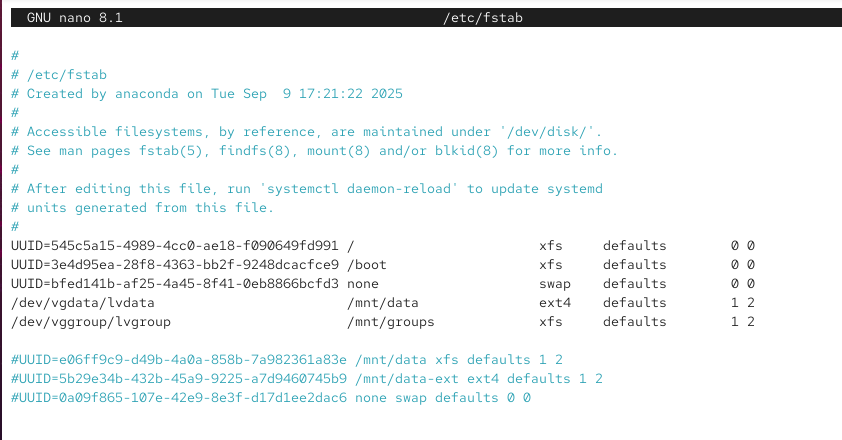 GNU nano 8.1 /etc/fstab
#
# /etc/fstab
# Created by anaconda on Tue Sep  9 17:21:22 2025
#
# Accessible filesystems, by reference, are maintained under '/dev/disk/'.
# See man pages fstab(5), findfs(8), mount(8) and/or blkid(8) for more info.
#
# After editing this file, run 'systemctl daemon-reload' to update systemd
# units generated from this file.
#
UUID=545c5a15-4989-4cc0-ae18-f090649fd991 /                       xfs     defaults        0 0
UUID=3e4d95ea-28f8-4363-bb2f-9248dcacfce9 /boot                   xfs     defaults        0 0
UUID=bfed141b-af25-4a45-8f41-0eb8866bcfd3 none                    swap    defaults        0 0
/dev/vgdata/lvdata                        /mnt/data               ext4    defaults        1 2
/dev/vggroup/lvgroup                      /mnt/groups             xfs     defaults        1 2
#UUID=e06ff9c9-d49b-4a0a-858b-7a982361a83e /mnt/data xfs defaults 1 2
#UUID=5b29e34b-432b-45a9-9225-a7d9460745b9 /mnt/data-ext ext4 defaults 1 2
#UUID=0a09f865-107e-42e9-8e3f-d17d1ee2dac6 none swap defaults 0 0